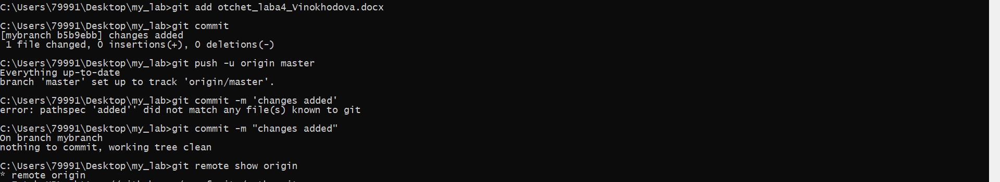 C:\Users\79991\Desktop\my_lab>git add otchet_laba4_Vinokhodova.docx
C:\Users\79991\Desktop\my_lab>git commit
[mybranch b5b9ebb] changes added
1 file changed, 0 insertions(+), 0 deletions(-)
C:\Users\79991\Desktop\my_lab>git push -u origin master
Everything up-to-date
branch 'master' set up to track 'origin/master'.
C:\Users\79991\Desktop\my_lab>git commit -m 'changes added'
error: pathspec 'added'' did not match any file(s) known to git
C:\Users\79991\Desktop\my_lab>git commit -m "changes added"
On branch mybranch
nothing to commit, working tree clean
C:\Users\79991\Desktop\my_lab>git remote show origin
* remote origin